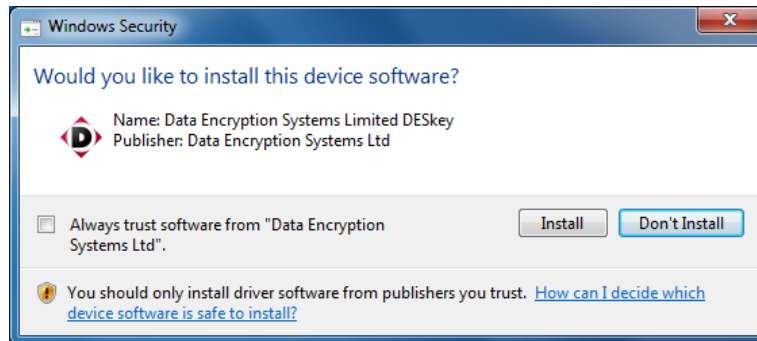 Windows Security
Would you like to install this device software?
Name: Data Encryption Systems Limited DESkey
Publisher: Data Encryption Systems Ltd
D
Always trust software from "Data Encryption
Systems Ltd".
Install
Don't Install
You should only install driver software from publishers you trust. How can I decide which
device software is safe to install?